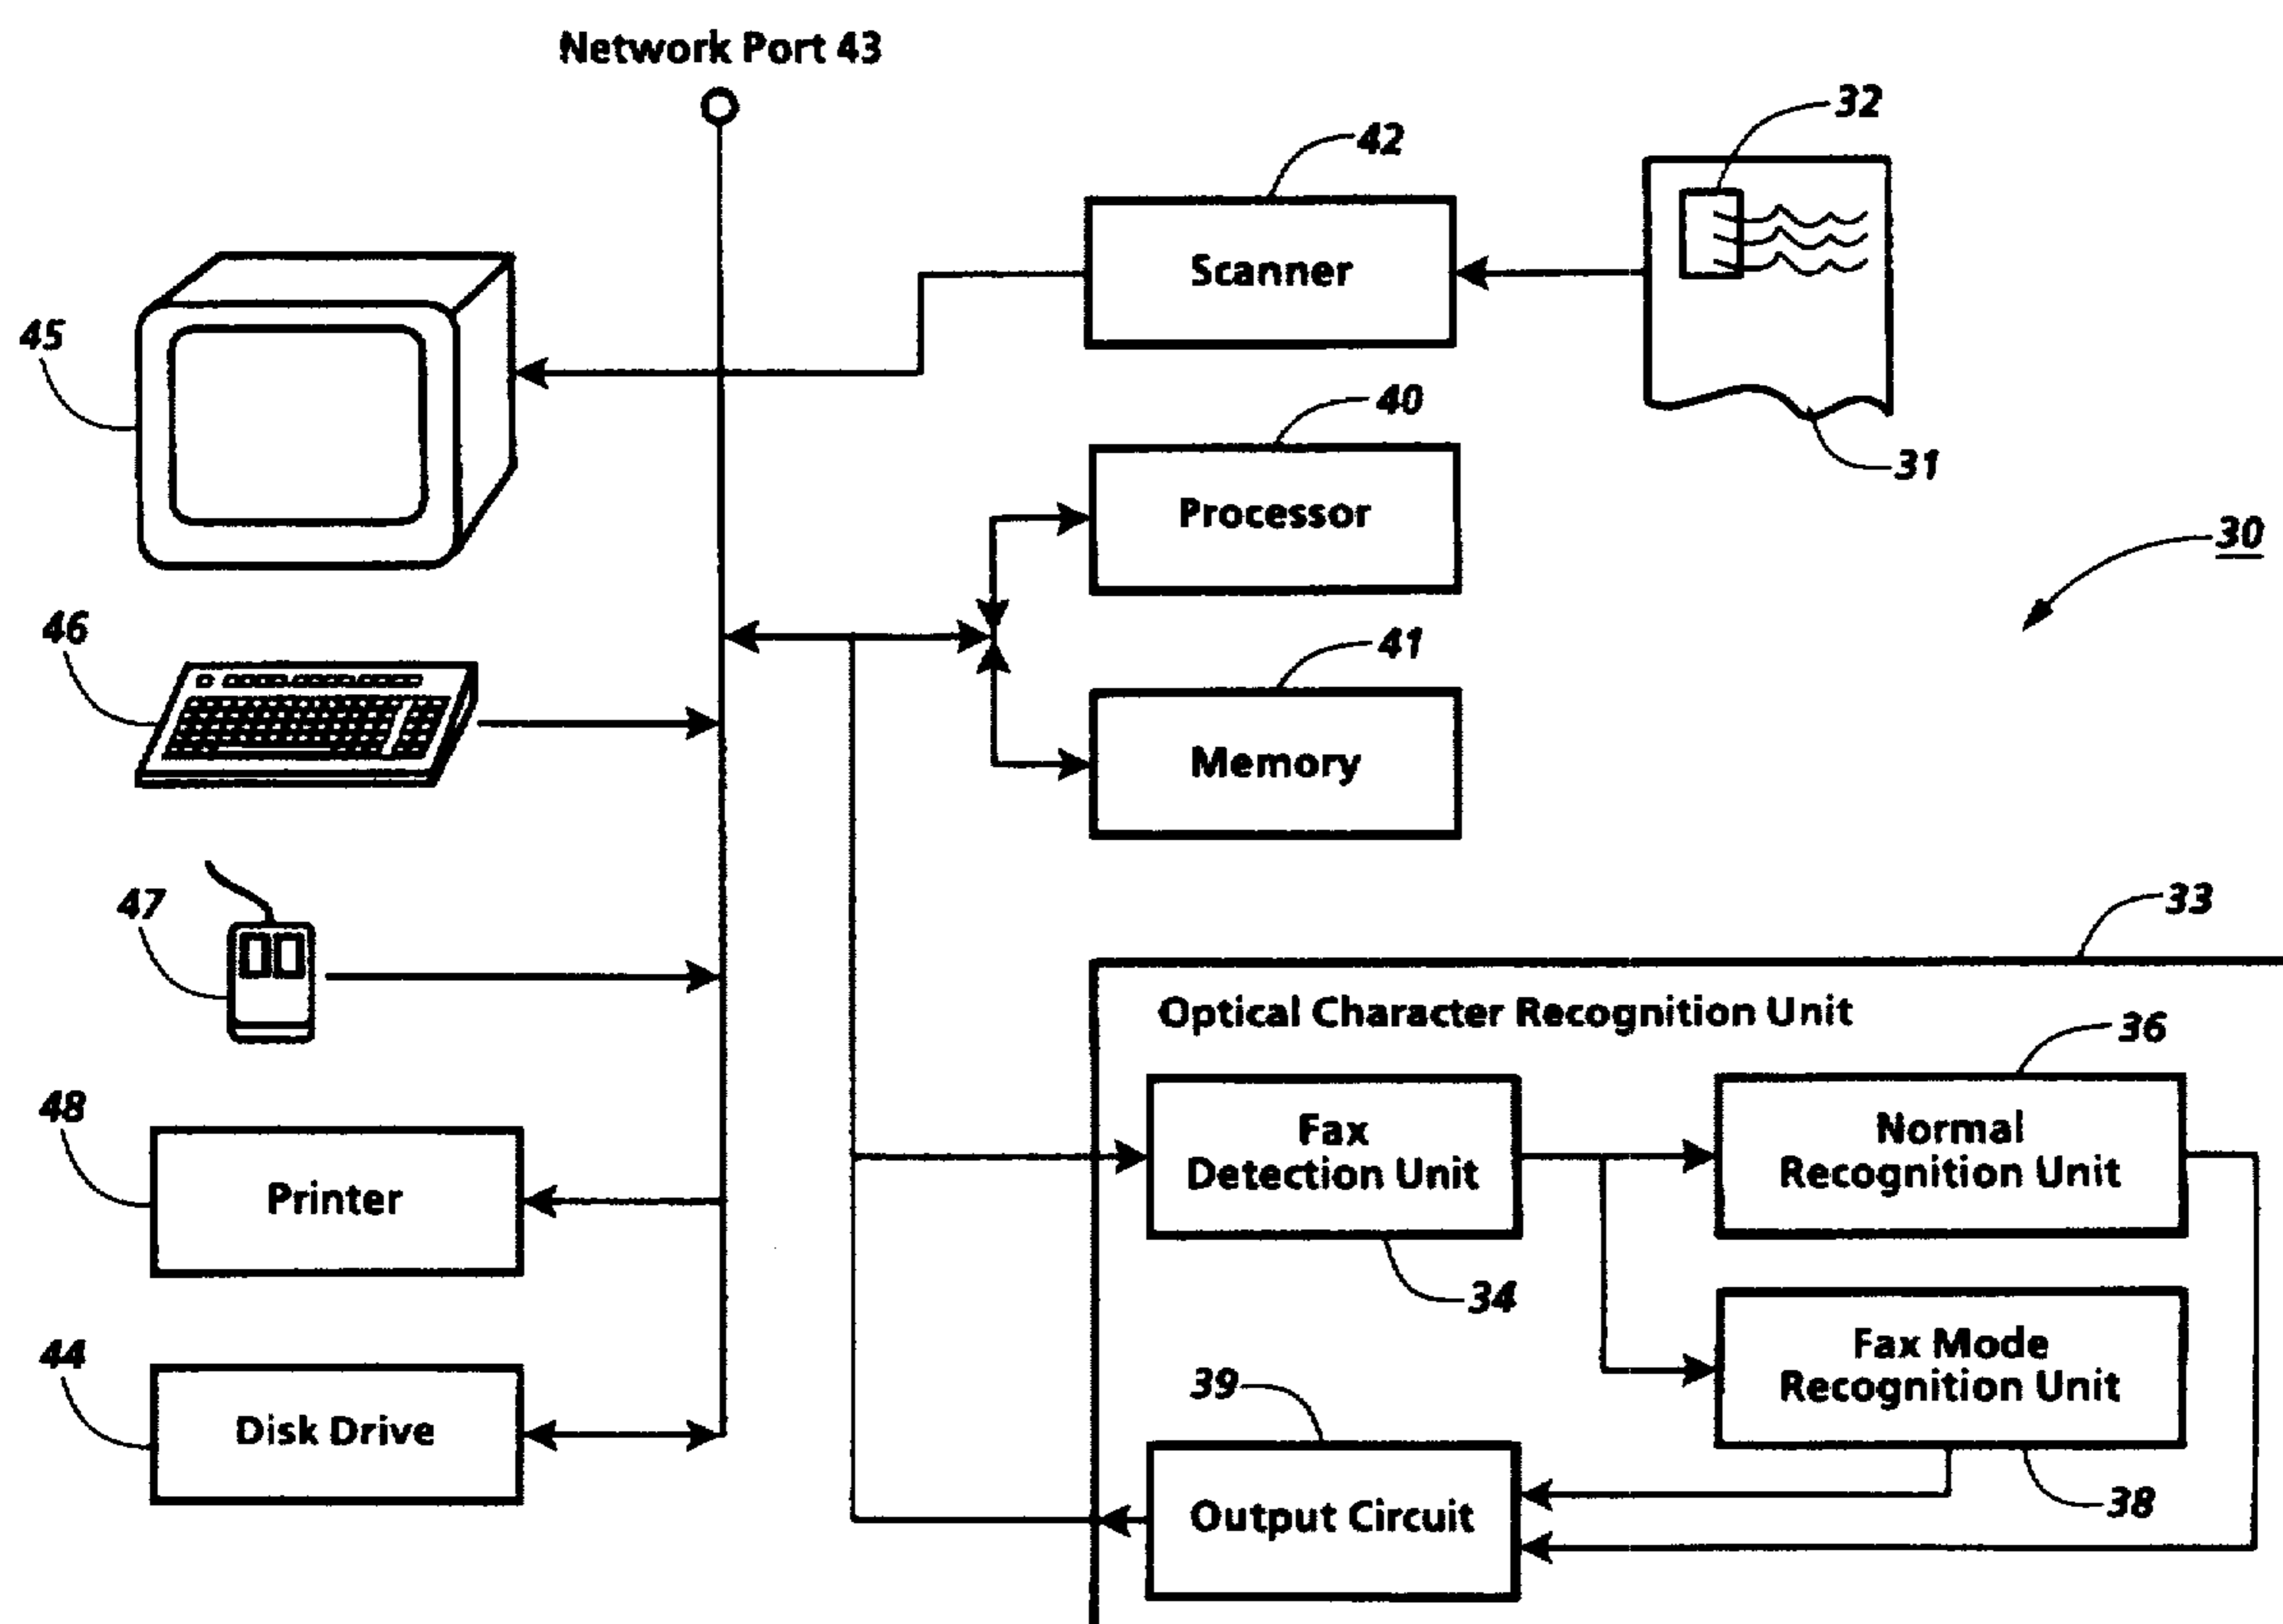 Network Port 43
32
42
Scanner
45
40
31
Processor
30
46
41
Memory
47
33
Optical Character Recognition Unit
36
48
Fax
Detection Unit
Normal
Recognition Unit
Printer
34
44
Fax Mode
Recognition Unit
39
Disk Drive
Output Circuit
38